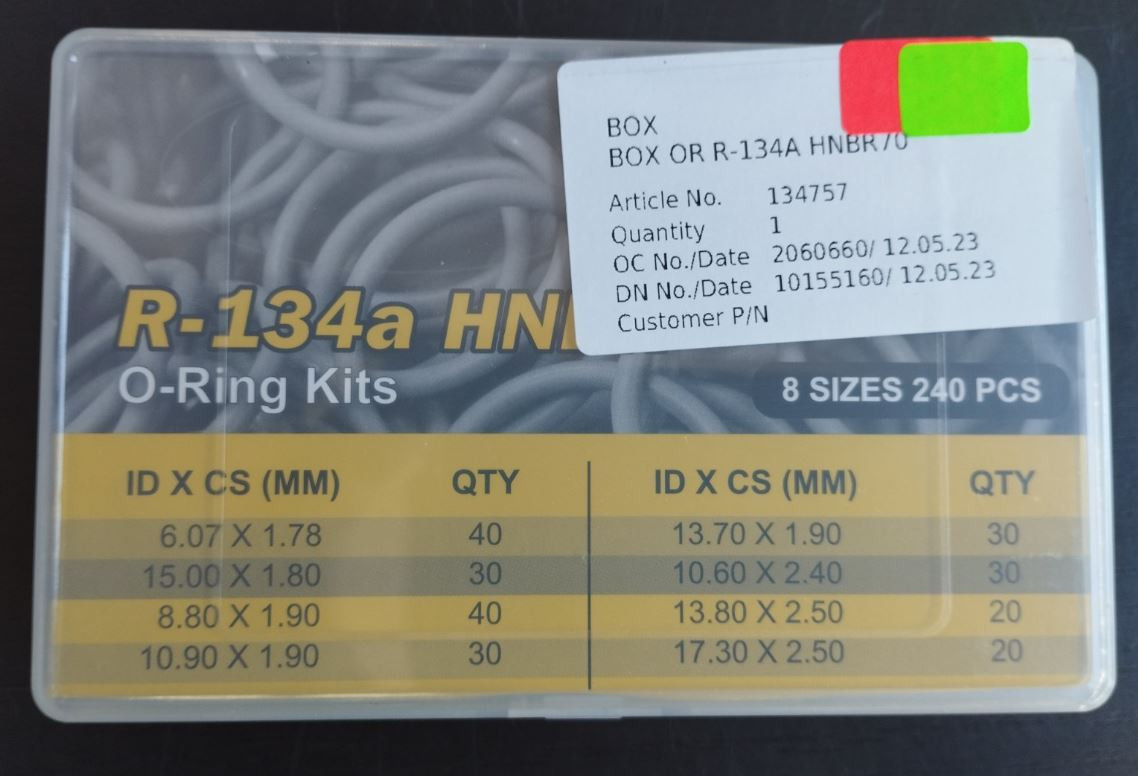 BOX
BOX OR R-134A HNBR70
Article No. 134757
Quantity 1
OC No./Date 2060660/ 12.05.23
DN No./Date 10155160/ 12.05.23
Customer P/N
R-134a
O-Ring Kits
8 SIZES 240 PCS
ID X CS (MM) QTY ID X CS (MM) QTY
6.07 X 1.78 40 13.70 X 1.90 30
15.00 X 1.80 30 10.60 X 2.40 30
8.80 X 1.90 40 13.80 X 2.50 20
10.90 X 1.90 30 17.30 X 2.50 20